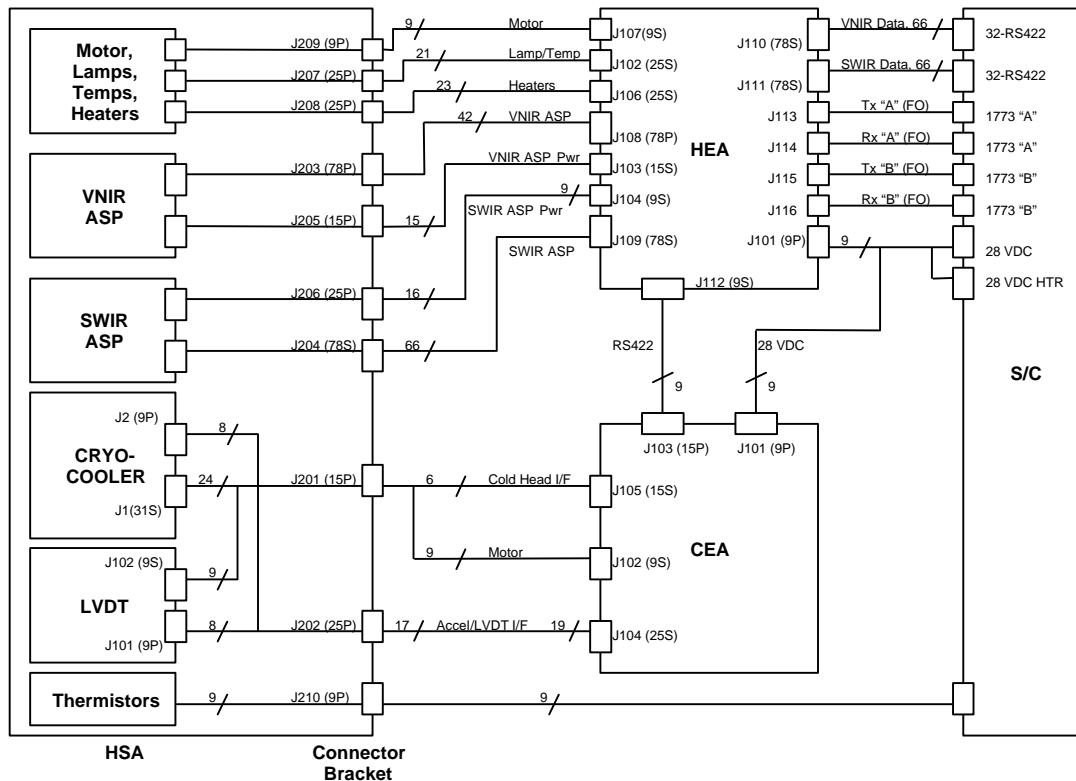 Motor,
Lamps,
Temps,
Heaters
J209 (9P)
J207 (25P)
J208 (25P)
9
Motor
21
Lamp/Temp
23
Heaters
42
VNIR ASP
VNIR ASP Pwr
9
SWIR ASP Pwr
SWIR ASP
J107(9S)
J102 (25S)
J106 (25S)
J108 (78P)
J103 (15S)
J104 (9S)
J109 (78S)
HEA
J110 (78S)
J111 (78S)
J113
J114
J115
J116
J101 (9P)
J112 (9S)
VNIR Data, 66
SWIR Data, 66
Tx “A” (FO)
Rx “A” (FO)
Tx “B” (FO)
Rx “B” (FO)
9
32-RS422
32-RS422
1773 “A”
1773 “A”
1773 “B”
1773 “B”
28 VDC
28 VDC HTR
S/C
VNIR
ASP
J203 (78P)
J205 (15P)
15
SWIR
ASP
J206 (25P)
16
J204 (78S)
66
RS422
9
28 VDC
9
CRYO-
COOLER
J2 (9P)
8
24
J1(31S)
J201 (15P)
6
Cold Head I/F
9
Motor
J103 (15P)
J101 (9P)
J105 (15S)
J102 (9S)
J104 (25S)
CEA
LVDT
J102 (9S)
9
8
J101 (9P)
J202 (25P)
17
Accel/LVDT I/F
19
Thermistors
9
J210 (9P)
9
HSA
Connector
Bracket